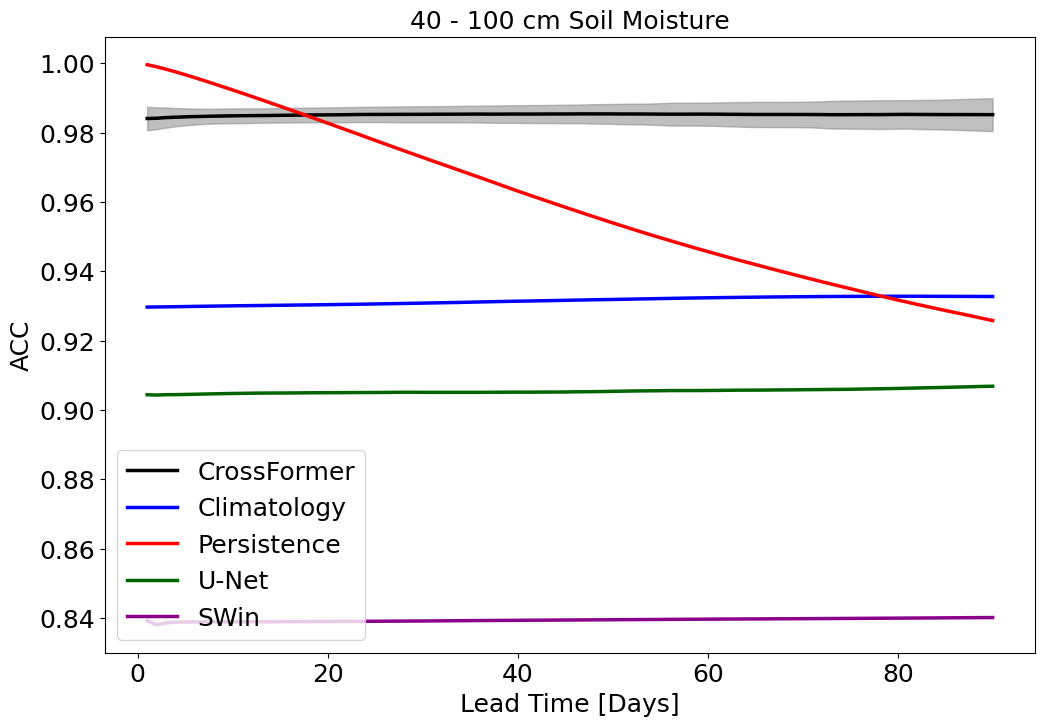 40 - 100 cm Soil Moisture
1.00
0.98
0.96
0.94
0.92
0.90
0.88
0.86
0.84
ACC
CrossFormer
Climatology
Persistence
U-Net
SWin
0
20
40
60
80
Lead Time [Days]